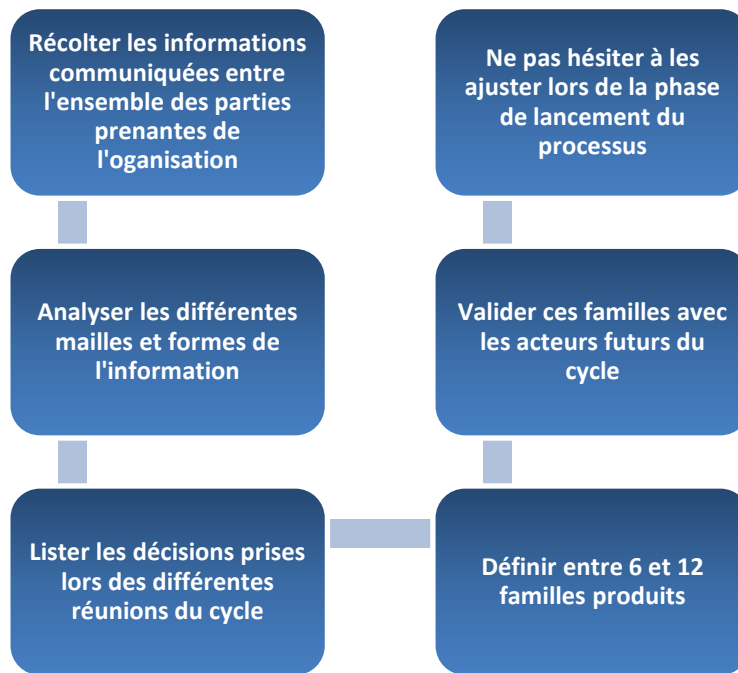 Récolter les informations
communiquées entre
l'ensemble des parties
prenantes de
l'oganisation
Analyser les différentes
mailles et formes de
l'information
Lister les décisions prises
lors des différentes
réunions du cycle
Définir entre 6 et 12
familles produits
Valider ces familles avec
les acteurs futurs du
cycle
Ne pas hésiter à les
ajuster lors de la phase
de lancement du
processus